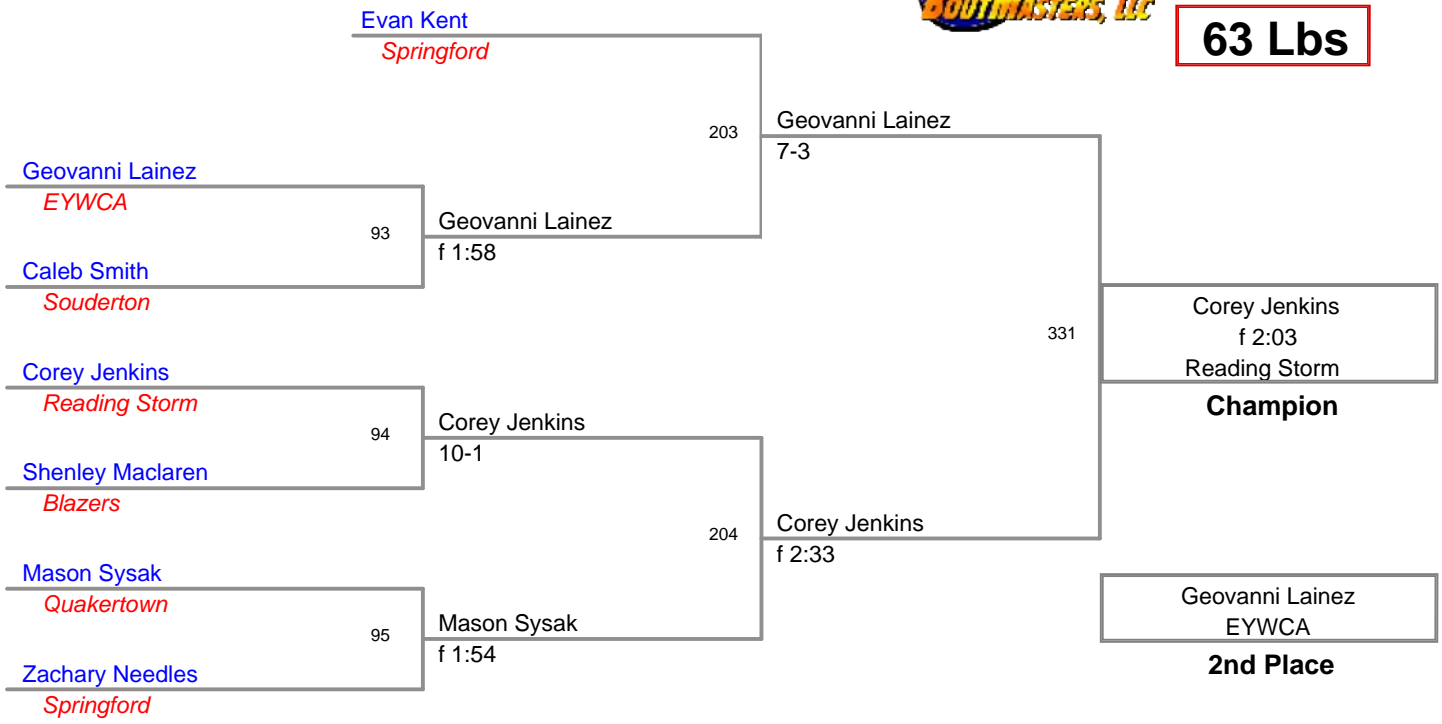 Evan Kent
Springford
BOUTMASTERS, LLC
63 Lbs
203
Geovanni Lainez
7-3
Geovanni Lainez
EYWCA
93
Geovanni Lainez
f 1:58
Caleb Smith
Souderton
331
Corey Jenkins
f 2:03
Reading Storm
Champion
Corey Jenkins
Reading Storm
94
Corey Jenkins
10-1
Shenley Maclaren
Blazers
204
Corey Jenkins
f 2:33
Mason Sysak
Quakertown
95
Mason Sysak
f 1:54
Zachary Needles
Springford
Geovanni Lainez
EYWCA
2nd Place